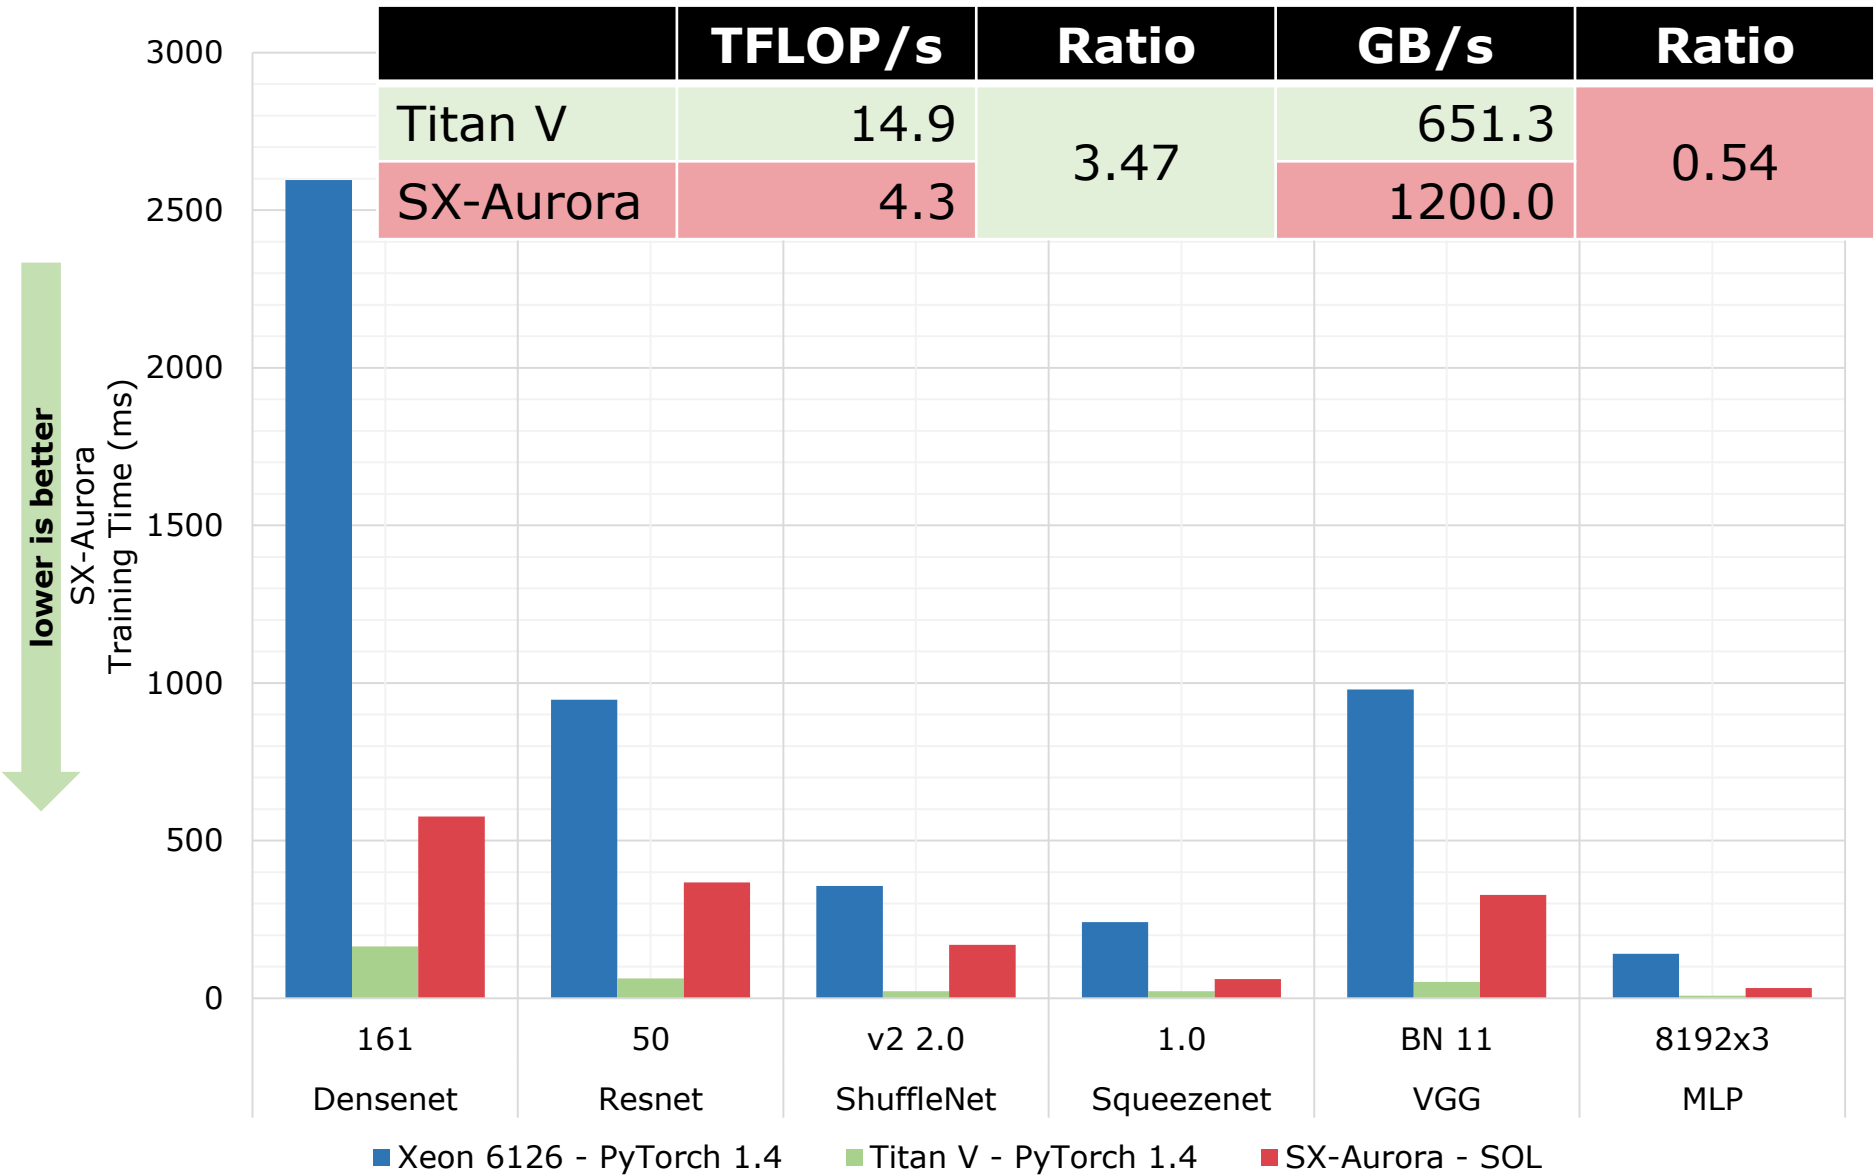 TFLOP/s Ratio GB/s Ratio
Titan V 14.9 3.47 651.3 0.54
SX-Aurora 4.3 1200.0
lower is better
SX-Aurora
Training Time (ms)
3000
2500
2000
1500
1000
500
0
161 50 v2 2.0 1.0 BN 11 8192x3
Densenet Resnet ShuffleNet Squeezenet VGG MLP
Xeon 6126 - PyTorch 1.4 Titan V - PyTorch 1.4 SX-Aurora - SOL